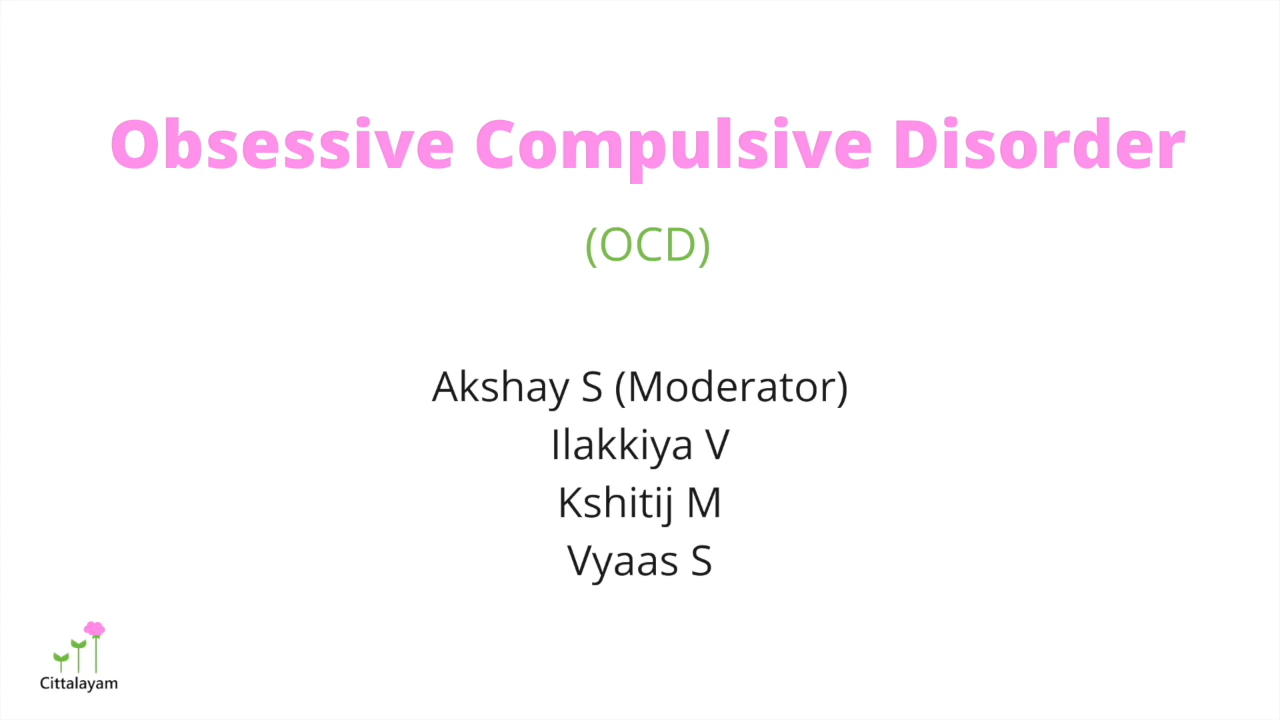 Obsessive Compulsive Disorder
(OCD)
Akshay S (Moderator)
Ilakkiya V
Kshitij M
Vyaas S
Cittalayam